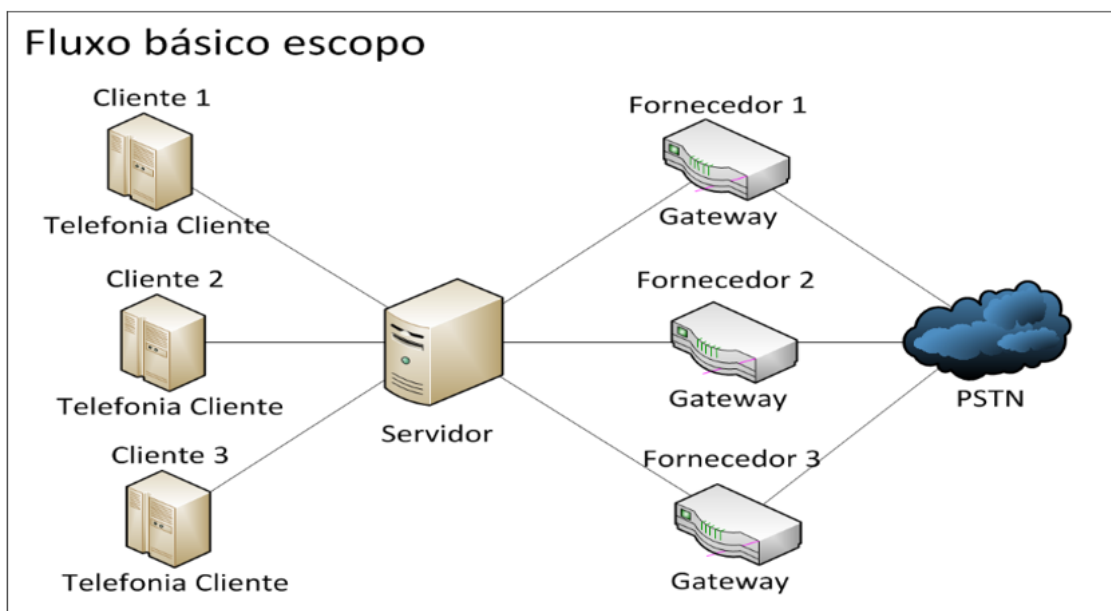 Fluxo básico escopo
Cliente 1
Telefonia Cliente
Cliente 2
Telefonia Cliente
Cliente 3
Telefonia Cliente
Servidor
Fornecedor 1
Gateway
Fornecedor 2
Gateway
Fornecedor 3
Gateway
PSTN